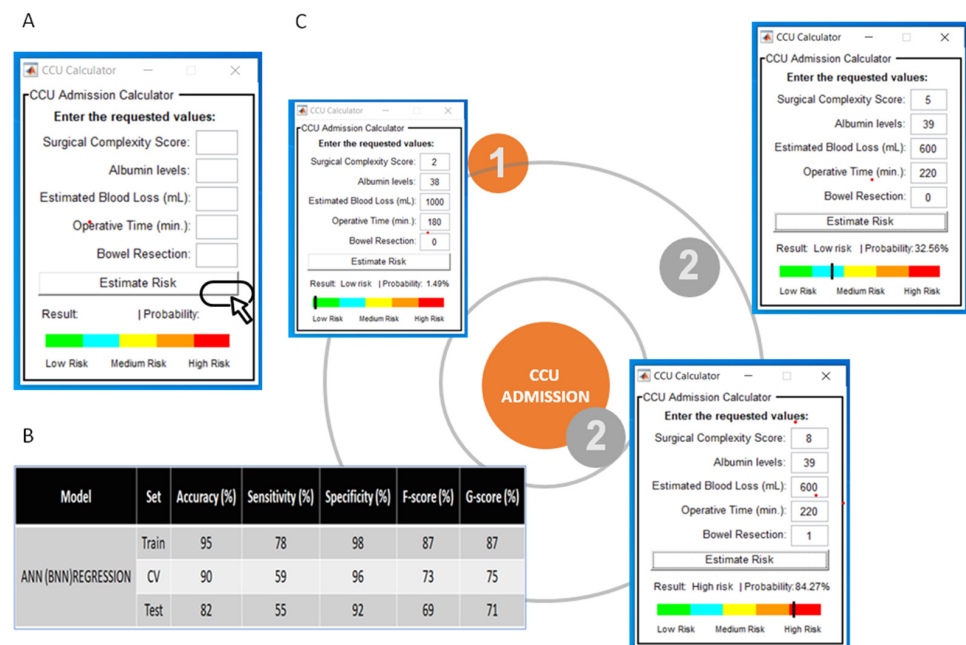 A
CCU Calculator
CCU Admission Calculator
Enter the requested values:
Surgical Complexity Score:
Albumin levels:
Estimated Blood Loss (mL):
Operative Time (min.):
Bowel Resection:
Estimate Risk
Result: | Probability:
Low Risk Medium Risk High Risk
B
Model Set Accuracy (%) Sensitivity (%) Specificity (%) F-score (%) G-score (%)
Train 95 78 98 87 87
ANN (BNN)REGRESSION CV 90 59 96 73 75
Test 82 55 92 69 71
C
CCU Calculator
CCU Admission Calculator
Enter the requested values:
Surgical Complexity Score: 2
Albumin levels: 38
Estimated Blood Loss (mL): 1000
Operative Time (min.): 180
Bowel Resection: 0
Estimate Risk
Result: Low risk | Probability: 1.49%
Low Risk Medium Risk High Risk
1
2
CCU
ADMISSION
2
CCU Calculator
CCU Admission Calculator
Enter the requested values:
Surgical Complexity Score: 5
Albumin levels: 39
Estimated Blood Loss (mL): 600
Operative Time (min.): 220
Bowel Resection: 0
Estimate Risk
Result: Low risk | Probability:32.56%
Low Risk Medium Risk High Risk
CCU Calculator
CCU Admission Calculator
Enter the requested values:
Surgical Complexity Score: 8
Albumin levels: 39
Estimated Blood Loss (mL): 600
Operative Time (min.): 220
Bowel Resection: 1
Estimate Risk
Result: High risk | Probability:84.27%
Low Risk Medium Risk High Risk